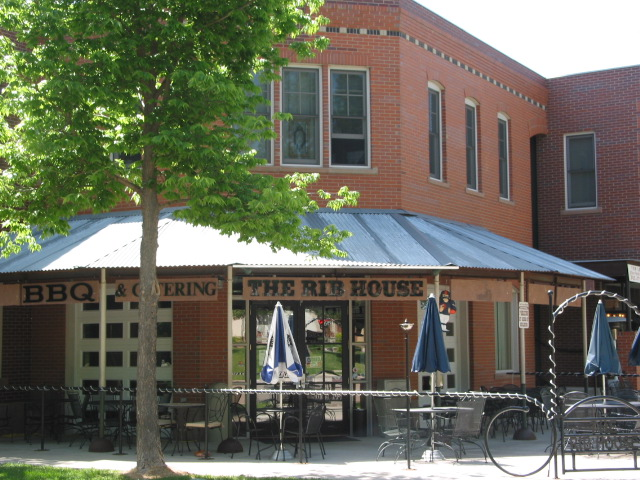 BBQ & CATERING THE RIB HOUSE